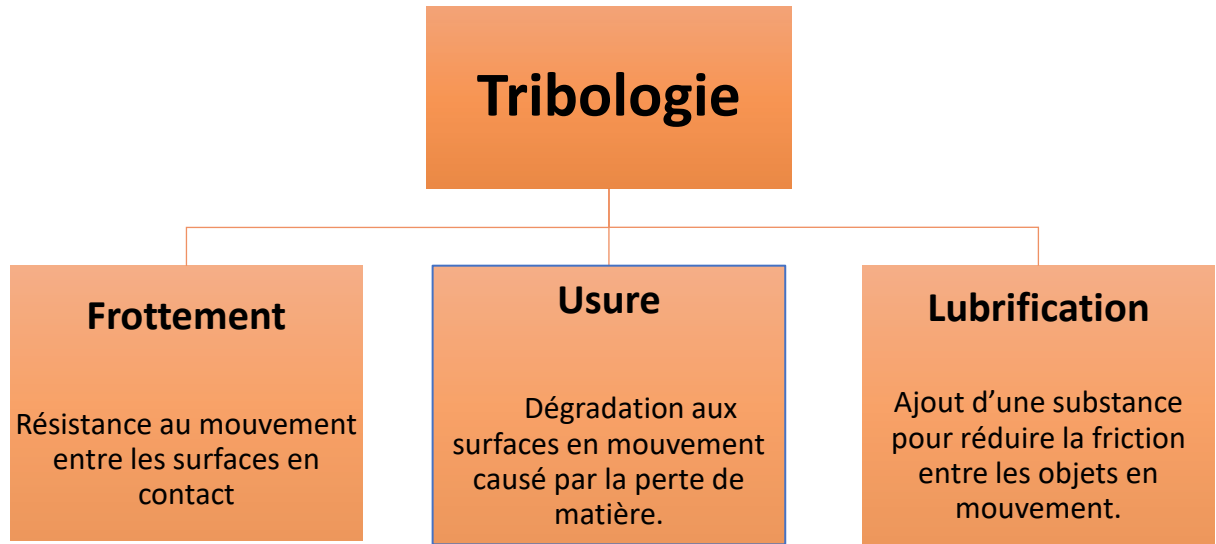 Tribologie
Frottement
Résistance au mouvement
entre les surfaces en
contact
Usure
Dégradation aux
surfaces en mouvement
causé par la perte de
matière.
Lubrification
Ajout d’une substance
pour réduire la friction
entre les objets en
mouvement.